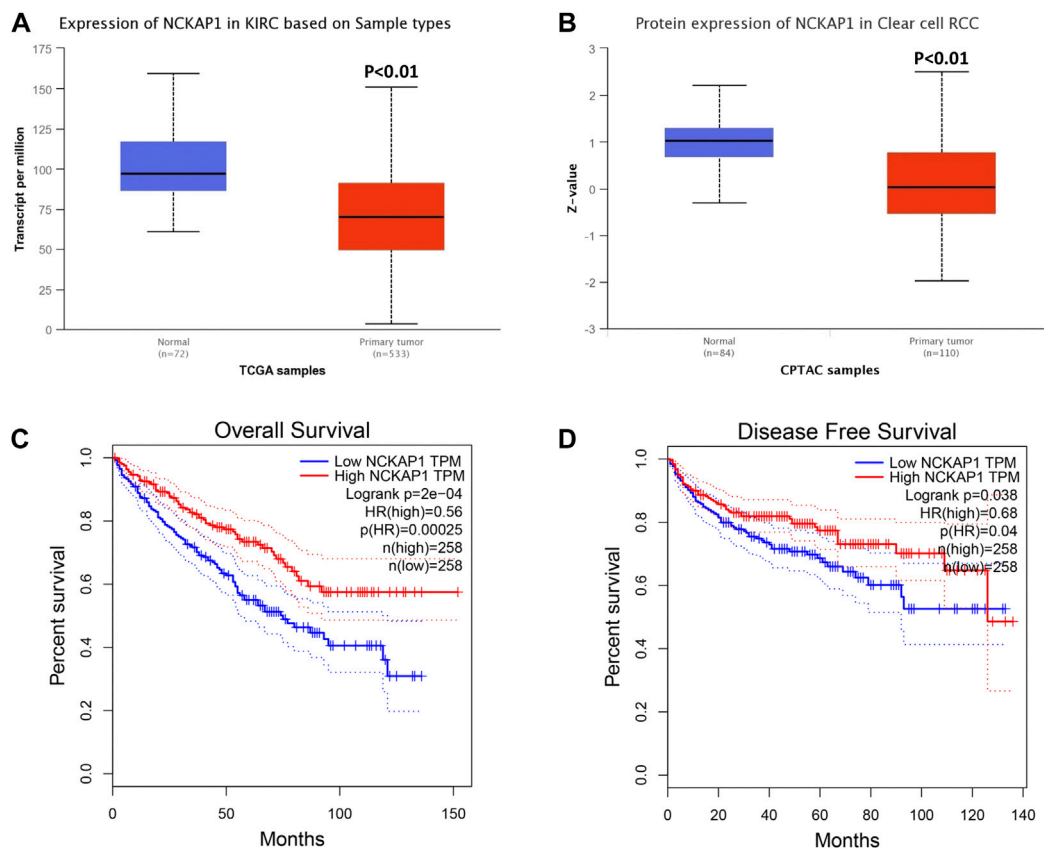 A
Expression of NCKAP1 in KIRC based on Sample types
175
150
125
100
75
50
25
0
Transcript per million
P<0.01
Normal
(n=72)
Primary tumor
(n=533)
TCGA samples
B
Protein expression of NCKAP1 in Clear cell RCC
3
2
1
0
-1
-2
-3
Z-value
P<0.01
Normal
(n=84)
Primary tumor
(n=110)
CPTAC samples
C
Overall Survival
Low NCKAP1 TPM
High NCKAP1 TPM
Logrank p=2e−04
HR(high)=0.56
p(HR)=0.00025
n(high)=258
n(low)=258
1.0
0.8
0.6
0.4
0.2
0.0
Percent survival
0
50
100
150
Months
D
Disease Free Survival
Low NCKAP1 TPM
High NCKAP1 TPM
Logrank p=0.038
HR(high)=0.68
p(HR)=0.04
n(high)=258
n(low)=258
1.0
0.8
0.6
0.4
0.2
0.0
Percent survival
0
20
40
60
80
100
120
140
Months